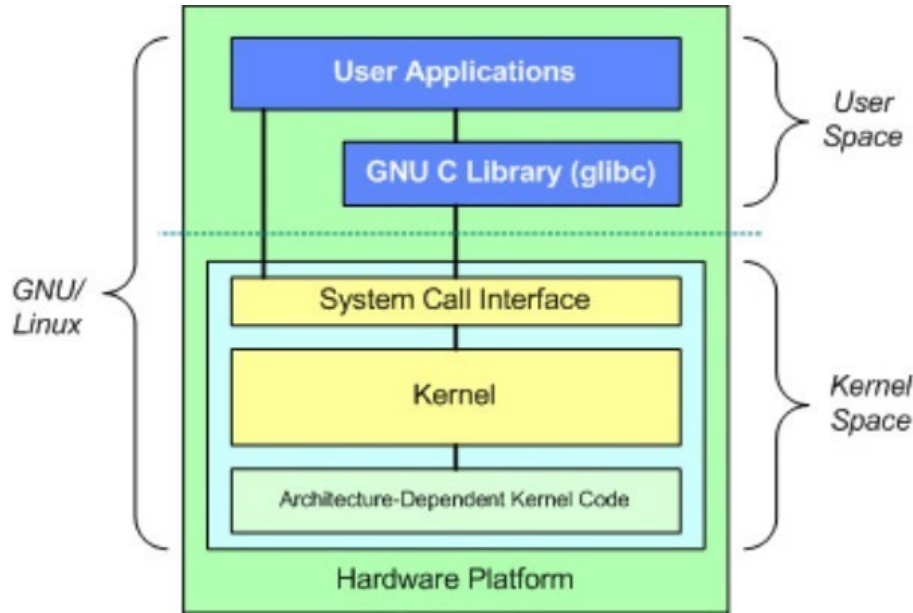 User Applications
User
Space
GNU C Library (glibc)
GNU/
Linux
System Call Interface
Kernel
Kernel
Space
Architecture-Dependent Kernel Code
Hardware Platform